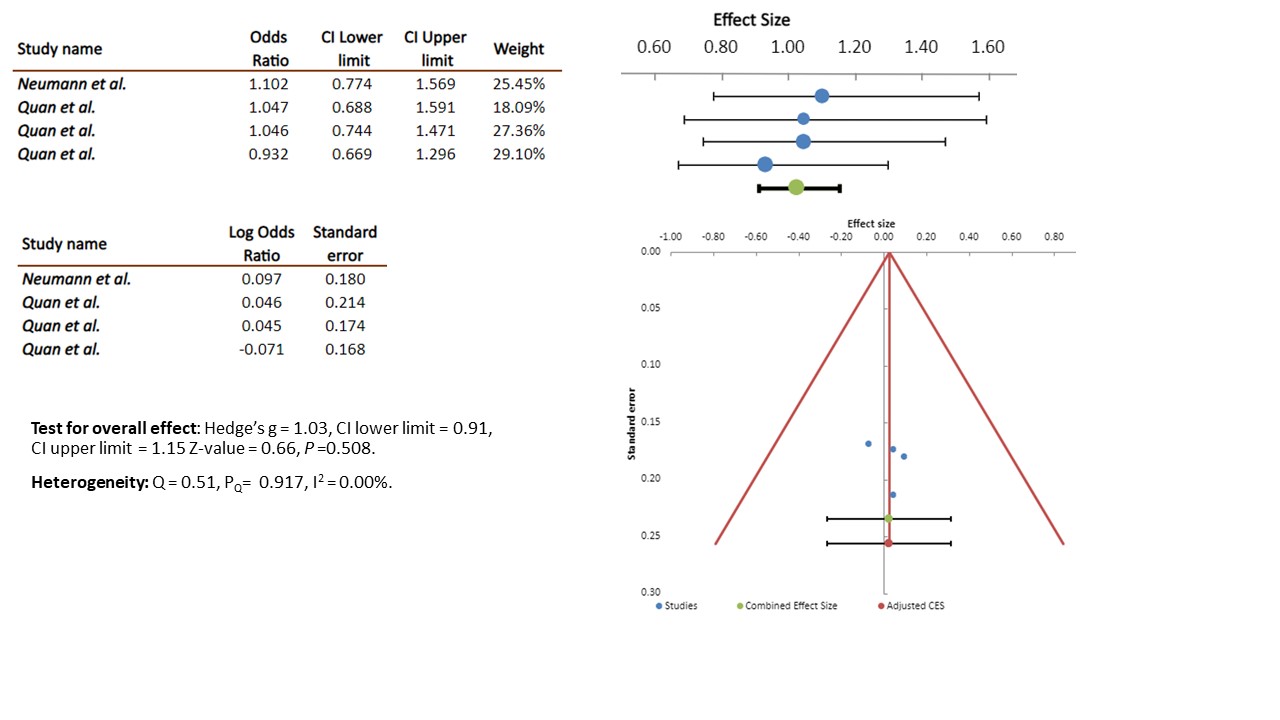 Study name Odds Ratio CI Lower limit CI Upper limit Weight
Neumann et al. 1.102 0.774 1.569 25.45%
Quan et al. 1.047 0.688 1.591 18.09%
Quan et al. 1.046 0.744 1.471 27.36%
Quan et al. 0.932 0.669 1.296 29.10%
Effect Size
0.60 0.80 1.00 1.20 1.40 1.60
Study name Log Odds Ratio Standard error
Neumann et al. 0.097 0.180
Quan et al. 0.046 0.214
Quan et al. 0.045 0.174
Quan et al. -0.071 0.168
Test for overall effect: Hedge's g = 1.03, CI lower limit = 0.91,
CI upper limit = 1.15 Z-value = 0.66, P =0.508.
Heterogeneity: Q = 0.51, PQ= 0.917, I2 = 0.00%.
Effect size
-1.00 -0.80 -0.60 -0.40 -0.20 0.00 0.20 0.40 0.60 0.80
0.00
0.05
0.10
0.15
0.20
0.25
0.30
Standard error
Studies Combined Effect Size Adjusted CES